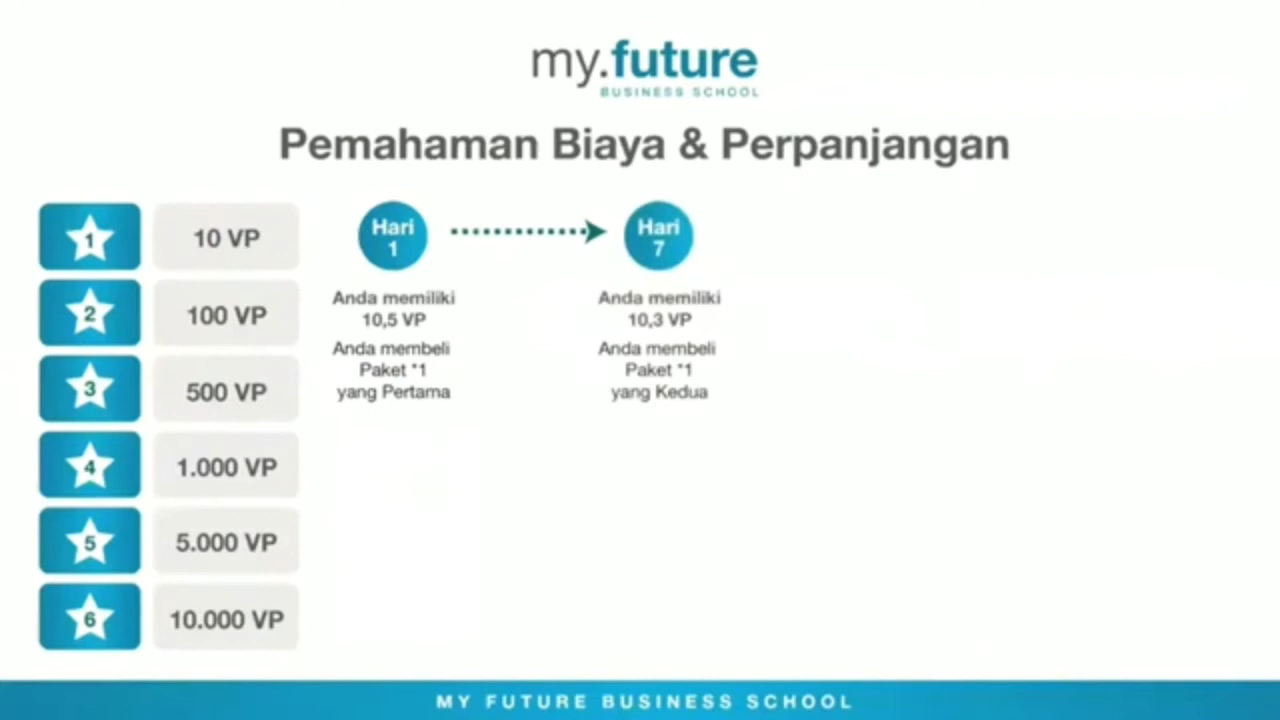 my.future
BUSINESS SCHOOL
Pemahaman Biaya & Perpanjangan
1 10 VP
2 100 VP
3 500 VP
4 1.000 VP
5 5.000 VP
6 10.000 VP
Hari
1
Anda memiliki
10,5 VP
Anda membeli
Paket *1
yang Pertama
Hari
7
Anda memiliki
10,3 VP
Anda membeli
Paket *1
yang Kedua
MY FUTURE BUSINESS SCHOOL